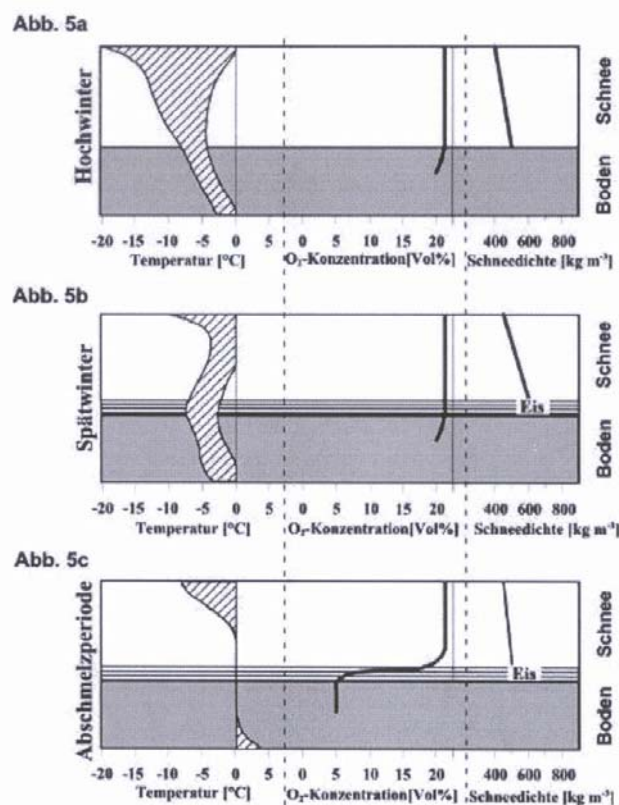 Abb. 5a
Hochwinter
Schnee
Boden
-20 -15 -10 -5 0 0 5 10 15 20 400 600 800
Temperatur [°C] O₂-Konzentration[Vol%] Schneedichte [kg m⁻³]
Abb. 5b
Spätwinter
Eis
Schnee
Boden
-20 -15 -10 -5 0 0 5 10 15 20 400 600 800
Temperatur [°C] O₂-Konzentration[Vol%] Schneedichte [kg m⁻³]
Abb. 5c
Abschmelzperiode
Eis
Schnee
Boden
-20 -15 -10 -5 0 0 5 10 15 20 400 600 800
Temperatur [°C] O₂-Konzentration[Vol%] Schneedichte [kg m⁻³]